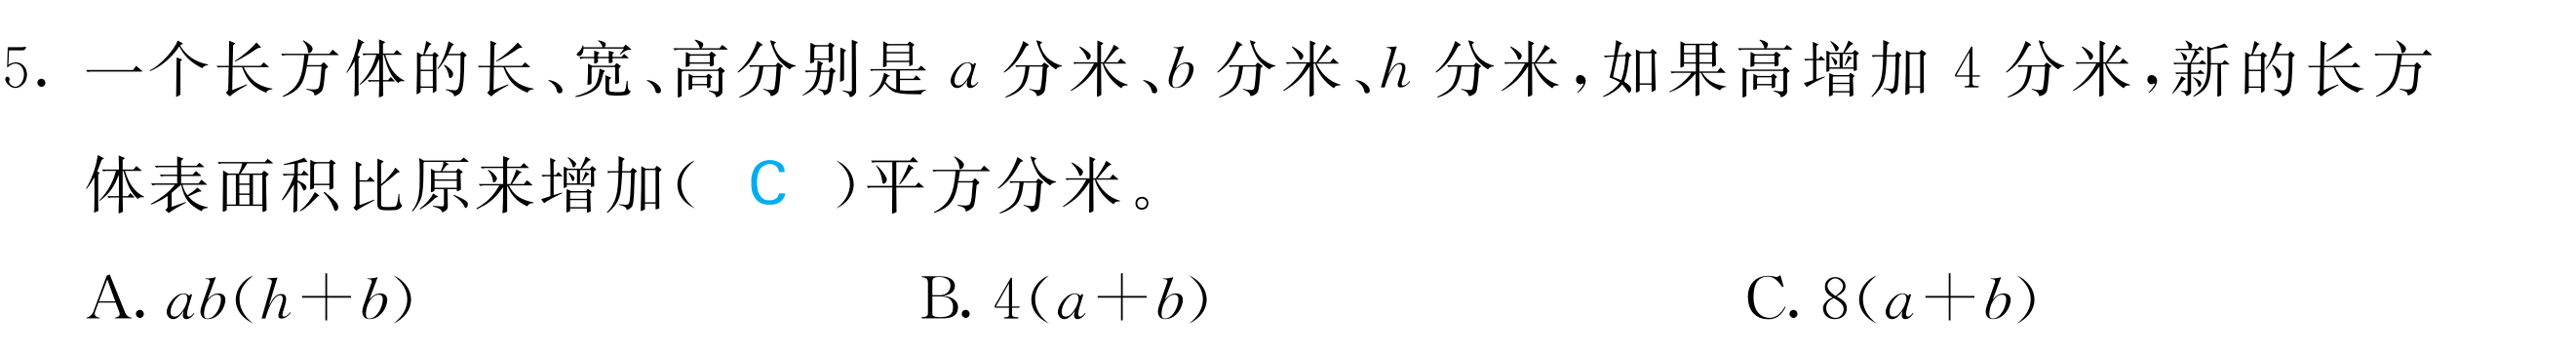 5. 一个长方体的长、宽、高分别是 a 分米、b 分米、h 分米,如果高增加 4 分米,新的长方
体表面积比原来增加( C )平方分米。
A. ab(h+b) B. 4(a+b) C. 8(a+b)